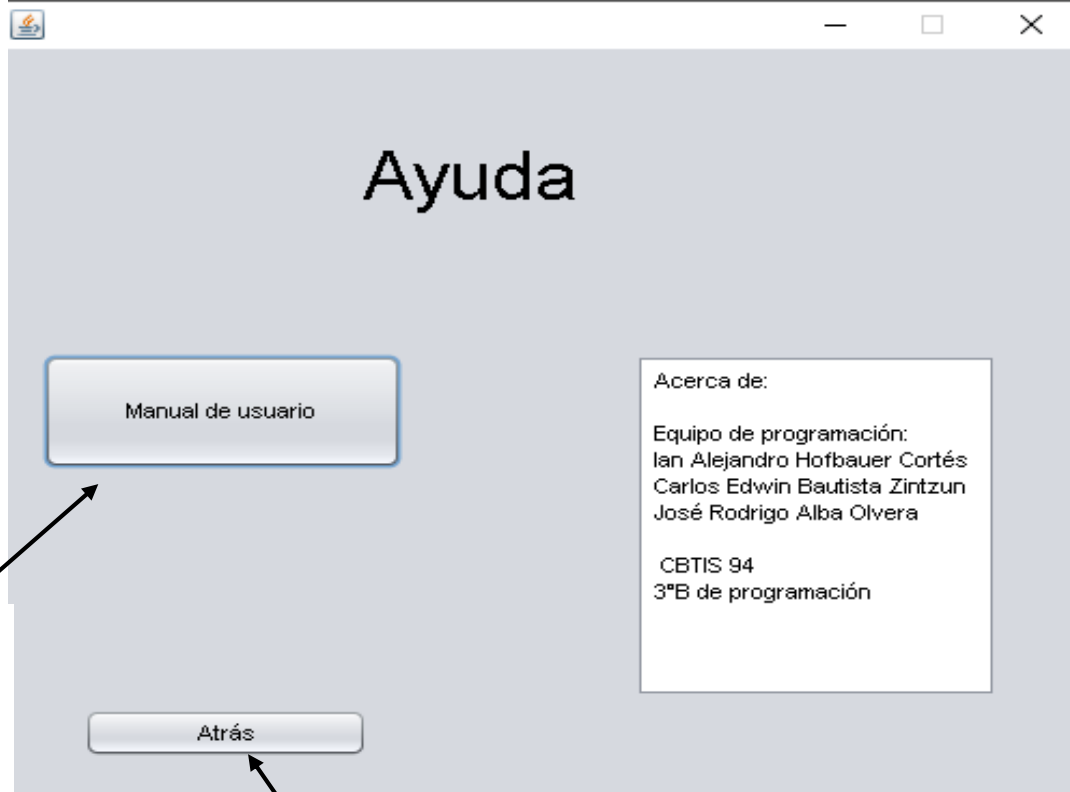 Ayuda
Manual de usuario
Acerca de:
Equipo de programación:
Ian Alejandro Hofbauer Cortés
Carlos Edwin Bautista Zintzun
José Rodrigo Alba Olvera
CBTIS 94
3°B de programación
Atrás